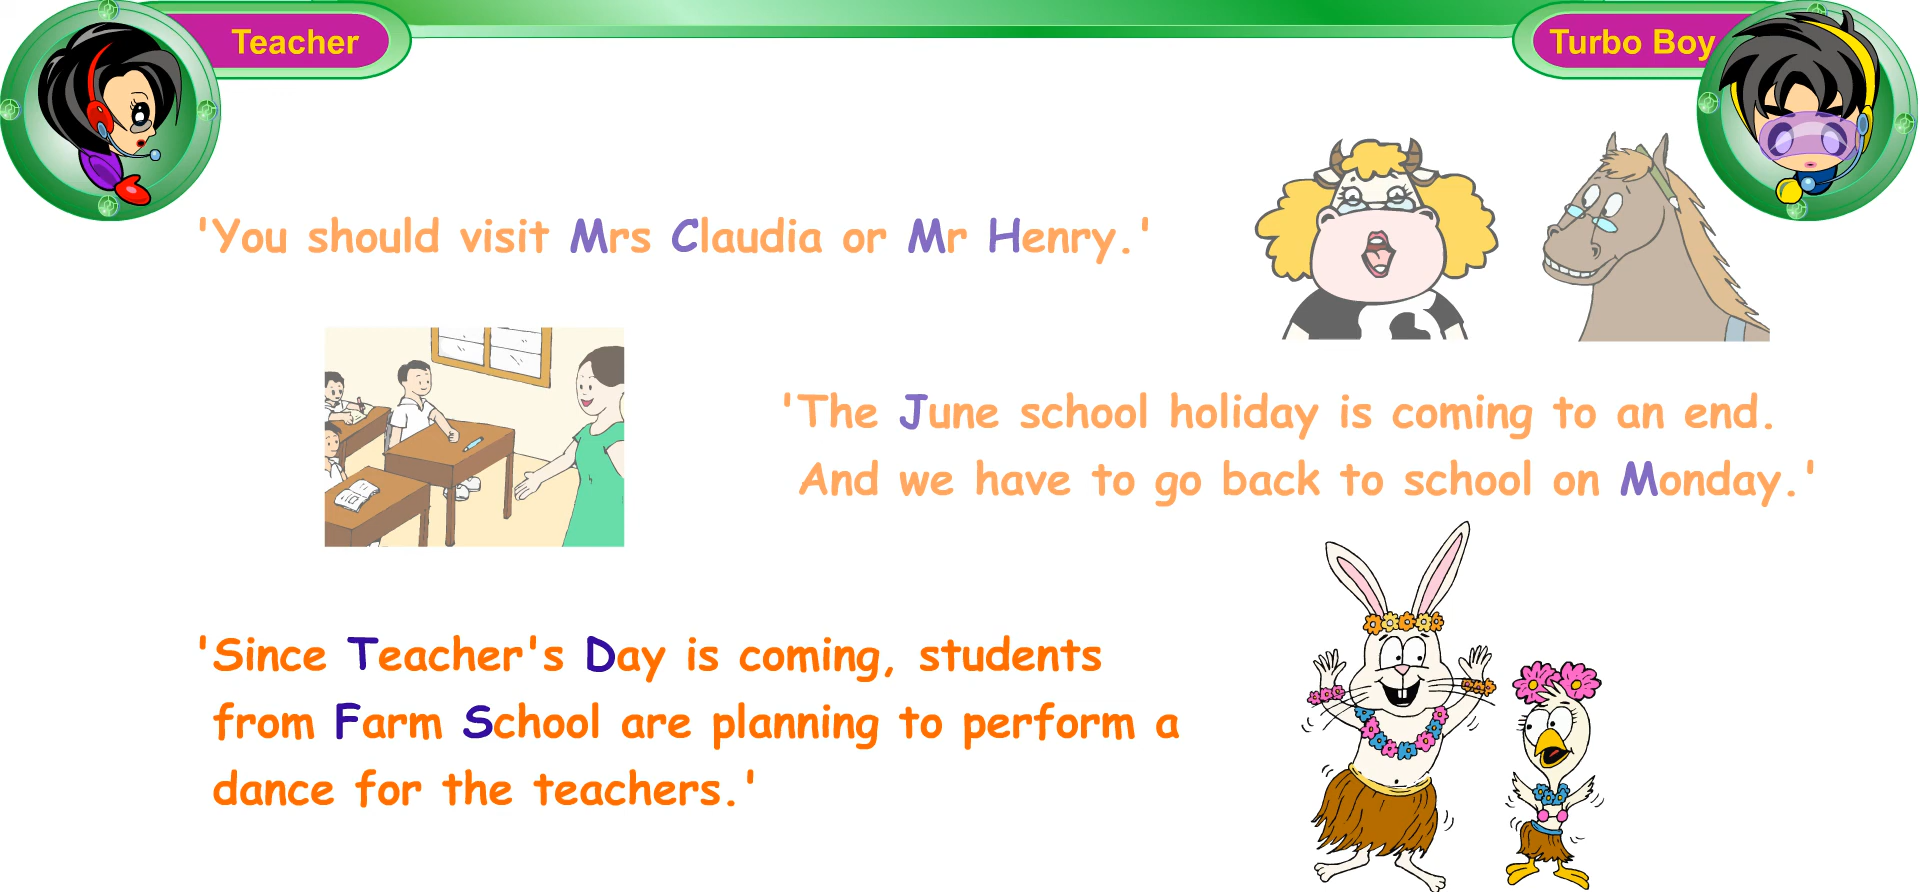 Teacher
Turbo Boy
'You should visit Mrs Claudia or Mr Henry.'
'The June school holiday is coming to an end.
And we have to go back to school on Monday.'
'Since Teacher's Day is coming, students
from Farm School are planning to perform a
dance for the teachers.'